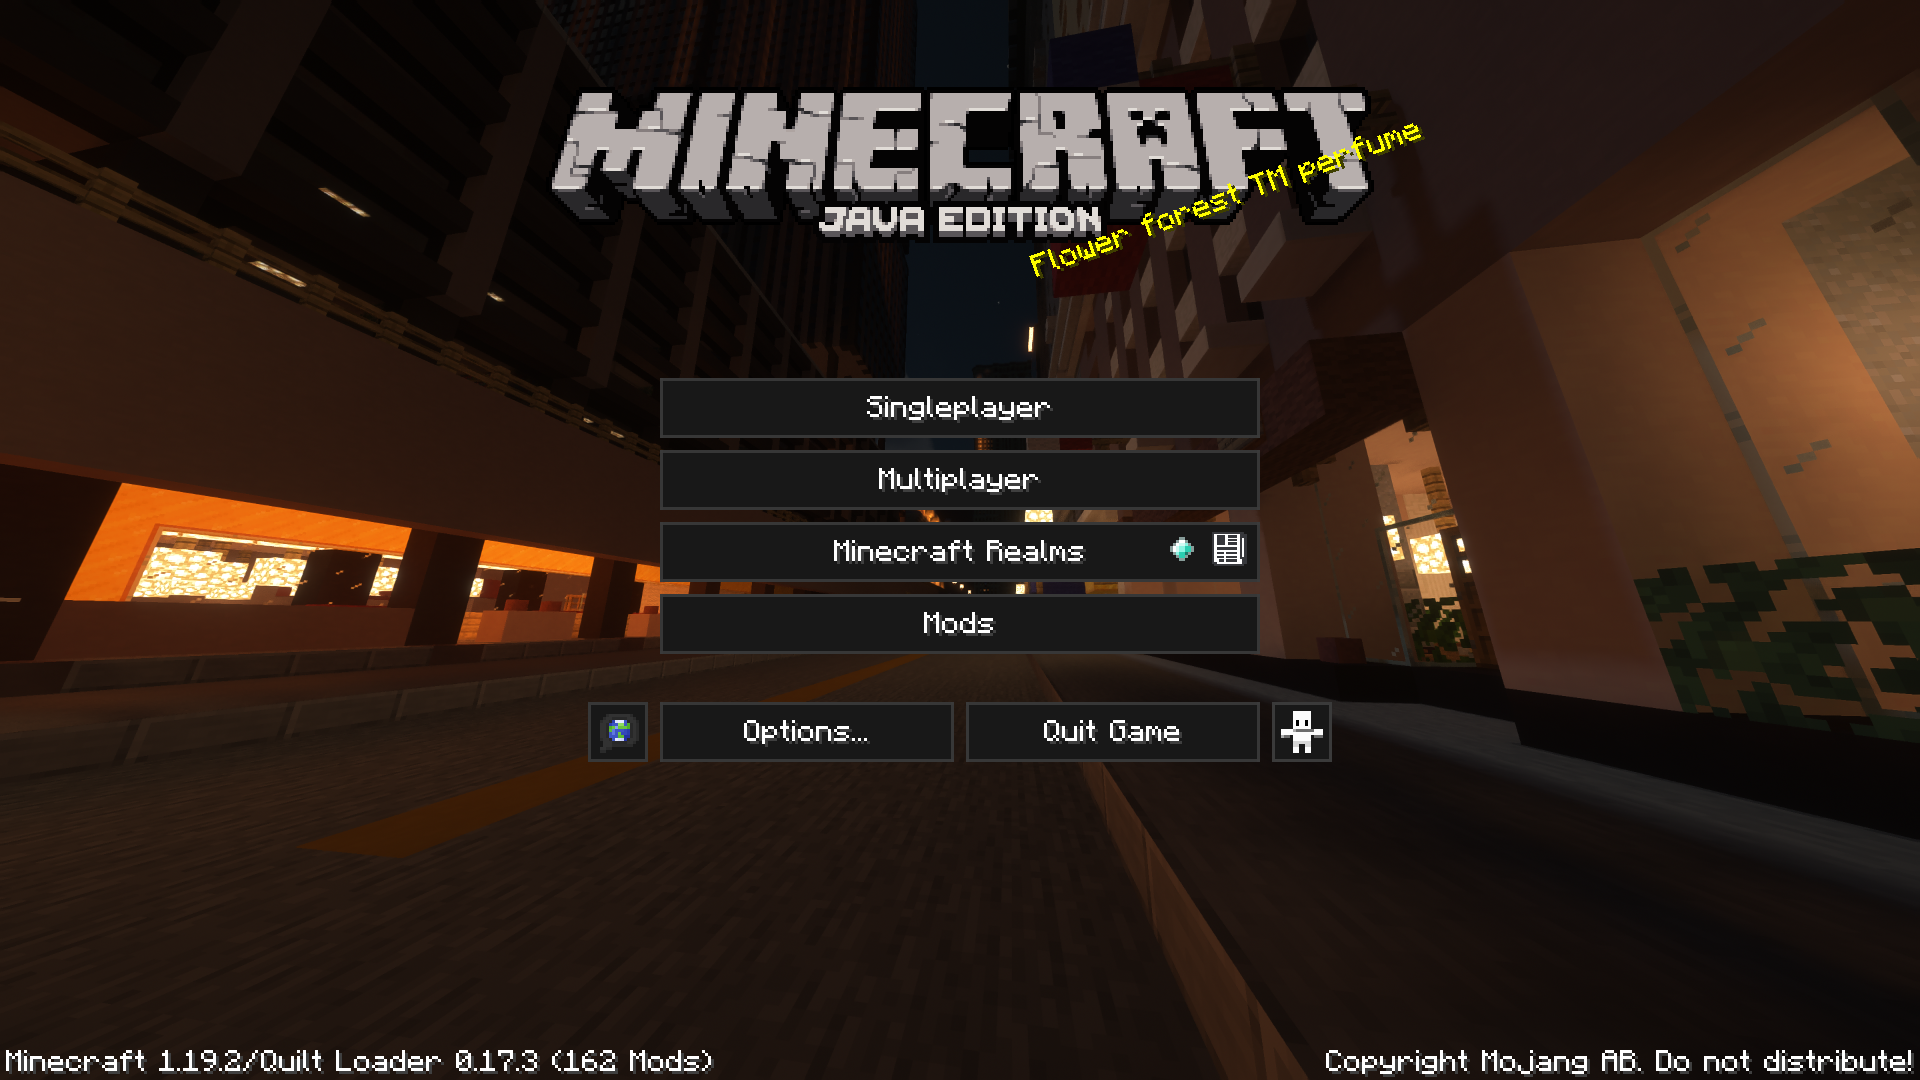 MINECRAFT
JAVA EDITION
Flower forest TM perfume
Singleplayer
Multiplayer
Minecraft Realms
Mods
Options...
Quit Game
Minecraft 1.19.2/Quilt Loader 0.17.3 (162 Mods)
Copyright Mojang AB. Do not distribute!